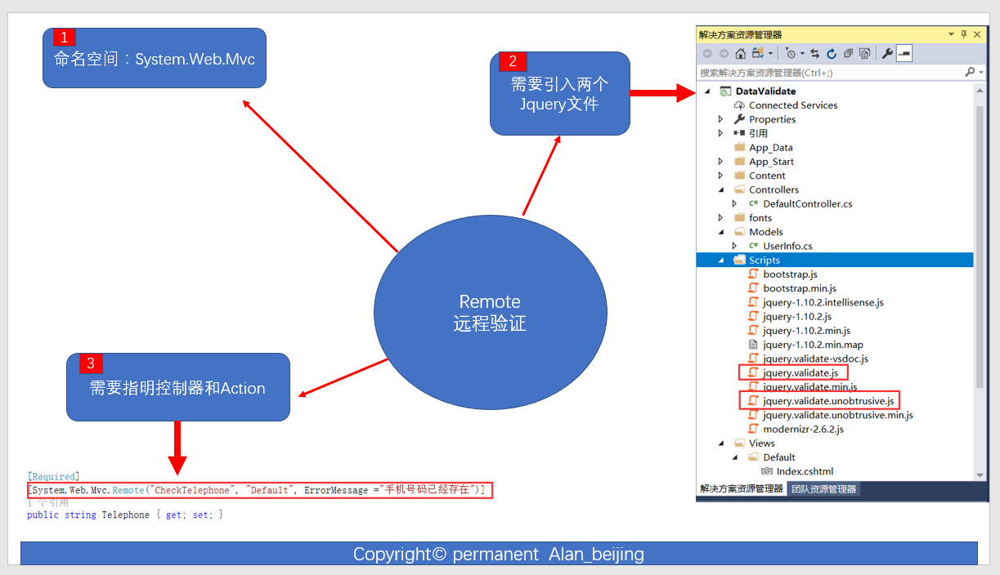 1
命名空间：System.Web.Mvc
2
需要引入两个
Jquery文件
Remote
远程验证
3
需要指明控制器和Action
[Required]
[System.Web.Mvc.Remote("CheckTelephone", "Default", ErrorMessage ="手机号码已经存在")]
1 个引用
public string Telephone { get; set; }
解决方案资源管理器
搜索解决方案资源管理器(Ctrl+;)
DataValidate
Connected Services
Properties
引用
App_Data
App_Start
Content
Controllers
C# DefaultController.cs
fonts
Models
C# UserInfo.cs
Scripts
bootstrap.js
bootstrap.min.js
jquery-1.10.2.intellisense.js
jquery-1.10.2.js
jquery-1.10.2.min.js
jquery-1.10.2.min.map
jquery.validate-vsdoc.js
jquery.validate.js
jquery.validate.min.js
jquery.validate.unobtrusive.js
jquery.validate.unobtrusive.min.js
modernizr-2.6.2.js
Views
Default
[@] Index.cshtml
解决方案资源管理器 团队资源管理器
Copyright© permanent Alan_beijing